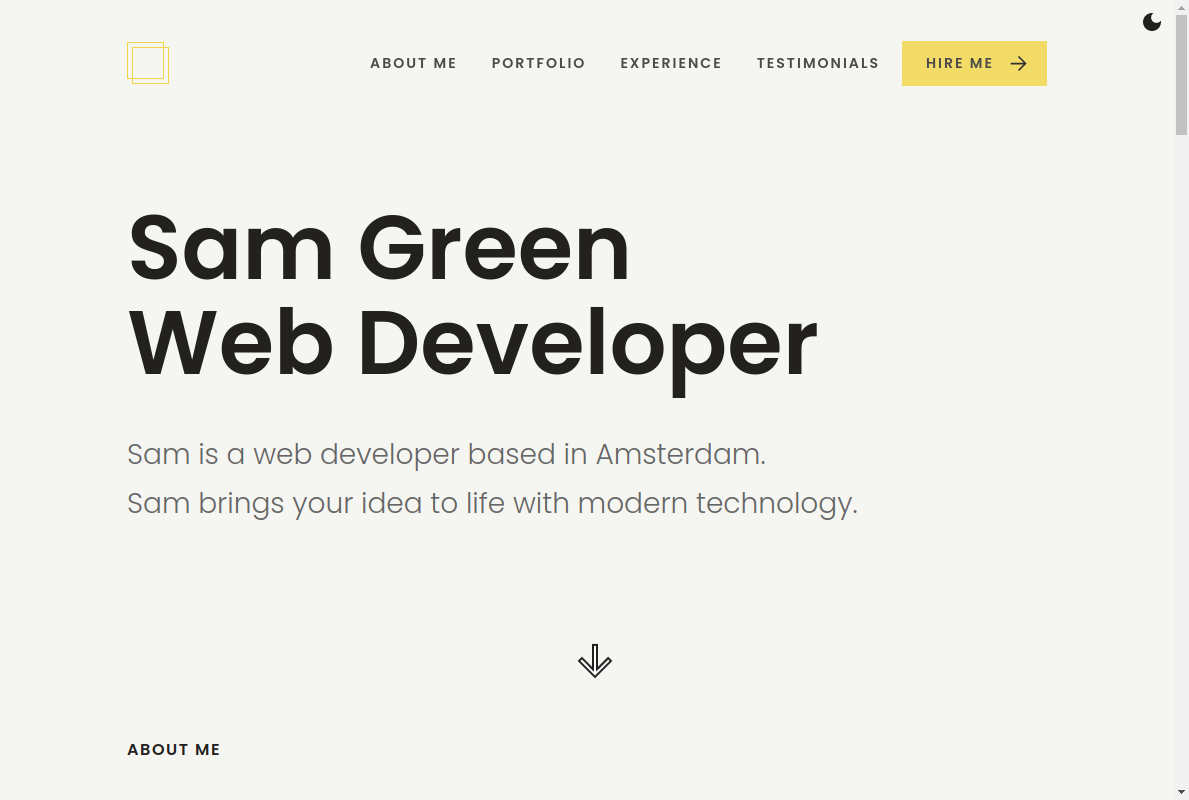 ABOUT ME
PORTFOLIO
EXPERIENCE
TESTIMONIALS
HIRE ME
Sam Green
Web Developer
Sam is a web developer based in Amsterdam.
Sam brings your idea to life with modern technology.
ABOUT ME